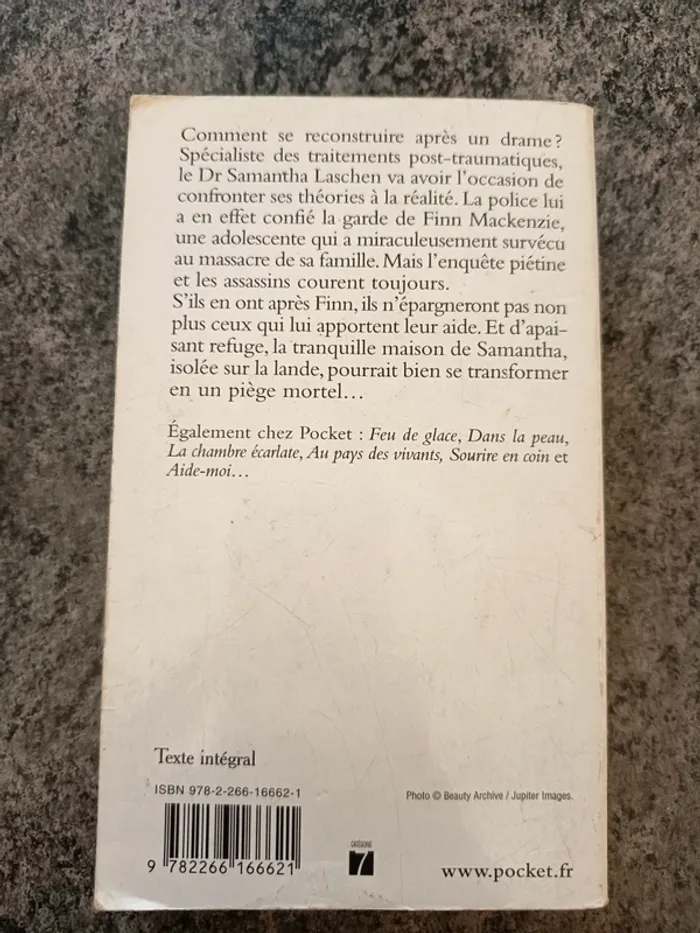 Comment se reconstruire après un drame ?
Spécialiste des traitements post-traumatiques,
le Dr Samantha Laschen va avoir l'occasion de
confronter ses théories à la réalité. La police lui
a en effet confié la garde de Finn Mackenzie,
une adolescente qui a miraculeusement survécu
au massacre de sa famille. Mais l'enquête piétine
et les assassins courent toujours.
S'ils en ont après Finn, ils n'épargneront pas non
plus ceux qui lui apportent leur aide. Et d'apai-
sant refuge, la tranquille maison de Samantha,
isolée sur la lande, pourrait bien se transformer
en un piège mortel…
Également chez Pocket : Feu de glace, Dans la peau,
La chambre écarlate, Au pays des vivants, Sourire en coin et
Aide-moi…
Texte intégral
ISBN 978-2-266-16662-1
Photo © Beauty Archive / Jupiter Images.
9 782266 166621
CATÉGORIE
7
www.pocket.fr